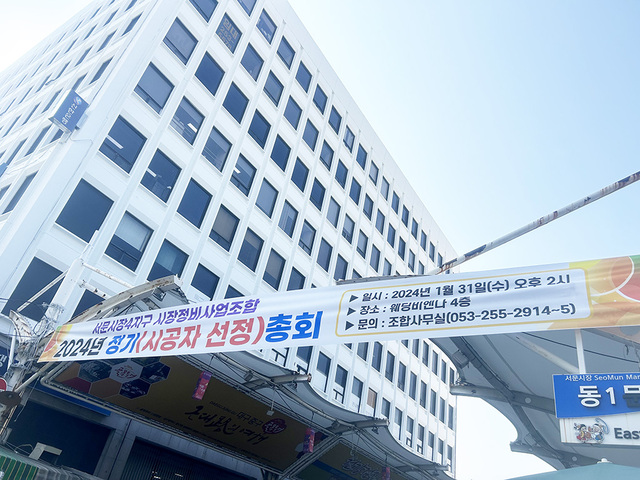 서문시장4지구 시장정비사업조합
2024년 정기(시공자 선정)총회
▶ 일시 : 2024년 1월 31일(수) 오후 2시
▶ 장소 : 웨딩비엔나 4층
▶ 문의 : 조합사무실(053-255-2914~5)
서문시장 SeoMun Mar
동1
Eas